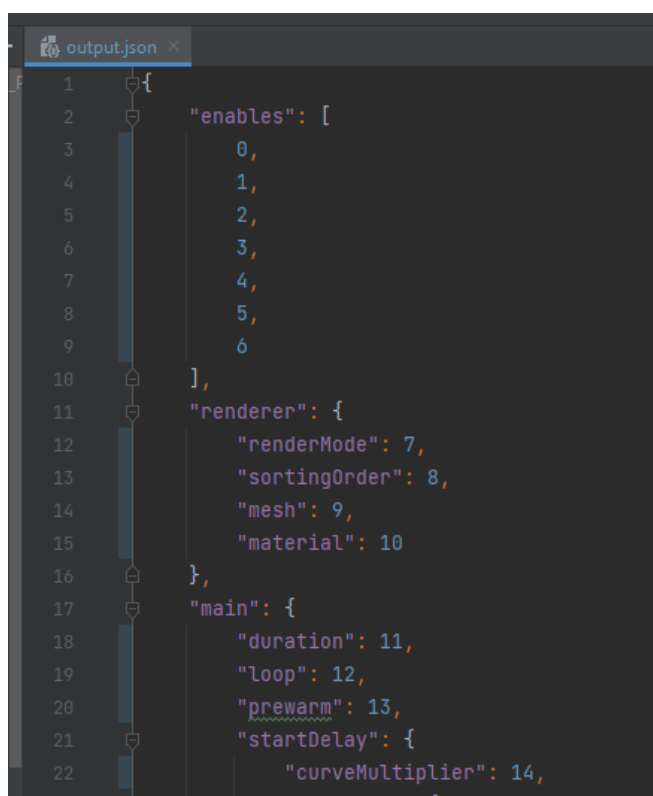 output.json
1 {
2 "enables": [
3 0,
4 1,
5 2,
6 3,
7 4,
8 5,
9 6
10 ],
11 "renderer": {
12 "renderMode": 7,
13 "sortingOrder": 8,
14 "mesh": 9,
15 "material": 10
16 },
17 "main": {
18 "duration": 11,
19 "loop": 12,
20 "prewarm": 13,
21 "startDelay": {
22 "curveMultiplier": 14,